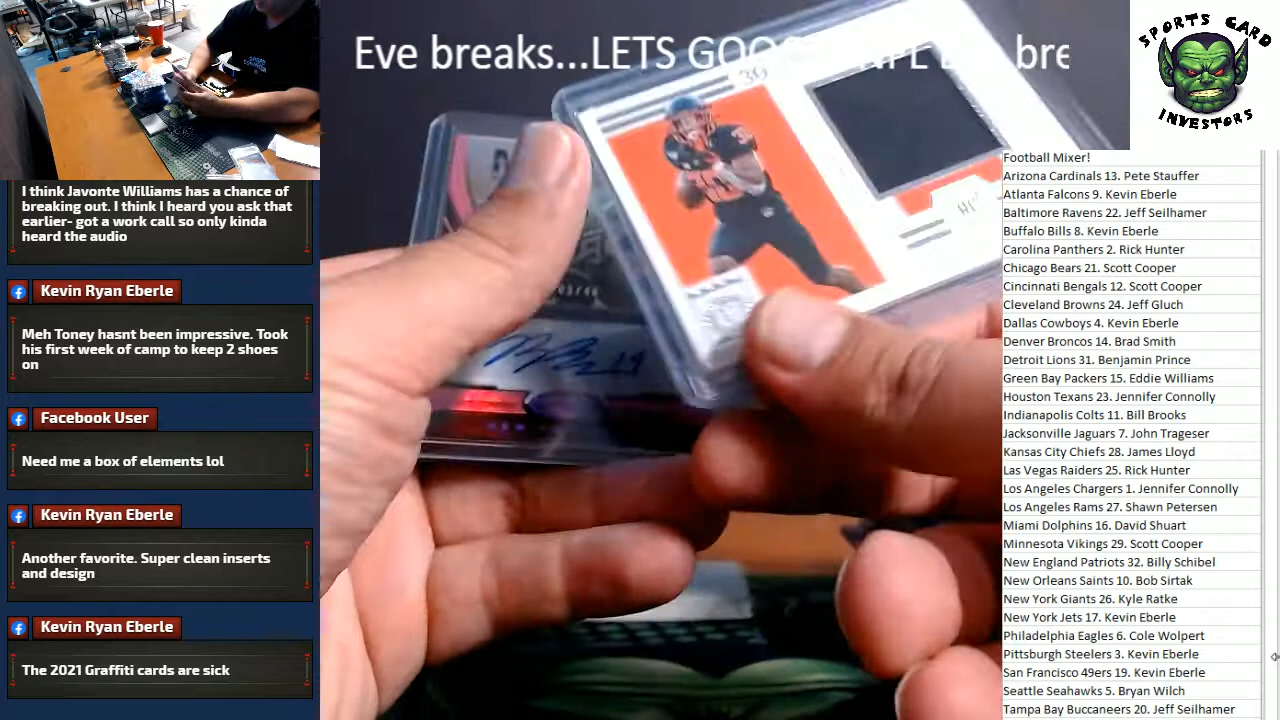 Eve breaks...LETS GOO
SPORTS CARD
INVESTORS
I think Javonte Williams has a chance of
breaking out. I think I heard you ask that
earlier- got a work call so only kinda
heard the audio
Kevin Ryan Eberle
Meh Toney hasnt been impressive. Took
his first week of camp to keep 2 shoes
on
Facebook User
Need me a box of elements lol
Kevin Ryan Eberle
Another favorite. Super clean inserts
and design
Kevin Ryan Eberle
The 2021 Graffiti cards are sick
Football Mixer!
Arizona Cardinals 13. Pete Stauffer
Atlanta Falcons 9. Kevin Eberle
Baltimore Ravens 22. Jeff Seilhamer
Buffalo Bills 8. Kevin Eberle
Carolina Panthers 2. Rick Hunter
Chicago Bears 21. Scott Cooper
Cincinnati Bengals 12. Scott Cooper
Cleveland Browns 24. Jeff Gluch
Dallas Cowboys 4. Kevin Eberle
Denver Broncos 14. Brad Smith
Detroit Lions 31. Benjamin Prince
Green Bay Packers 15. Eddie Williams
Houston Texans 23. Jennifer Connolly
Indianapolis Colts 11. Bill Brooks
Jacksonville Jaguars 7. John Trageser
Kansas City Chiefs 28. James Lloyd
Las Vegas Raiders 25. Rick Hunter
Los Angeles Chargers 1. Jennifer Connolly
Los Angeles Rams 27. Shawn Petersen
Miami Dolphins 16. David Shuart
Minnesota Vikings 29. Scott Cooper
New England Patriots 32. Billy Schibel
New Orleans Saints 10. Bob Sirtak
New York Giants 26. Kyle Ratke
New York Jets 17. Kevin Eberle
Philadelphia Eagles 6. Cole Wolpert
Pittsburgh Steelers 3. Kevin Eberle
San Francisco 49ers 19. Kevin Eberle
Seattle Seahawks 5. Bryan Wilch
Tampa Bay Buccaneers 20. Jeff Seilhamer